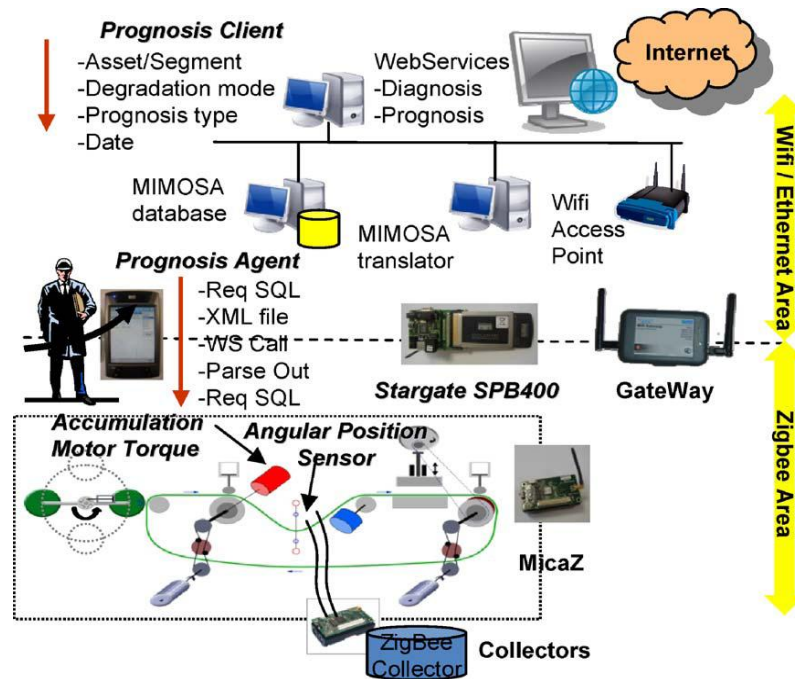 Prognosis Client
-Asset/Segment
-Degradation mode
-Prognosis type
-Date
WebServices
-Diagnosis
-Prognosis
Internet
MIMOSA
database
MIMOSA
translator
Wifi
Access
Point
Wifi / Ethernet Area
Prognosis Agent
-Req SQL
-XML file
-WS Call
-Parse Out
-Req SQL
Stargate SPB400
GateWay
Zigbee Area
Accumulation
Motor Torque
Angular Position
Sensor
MicaZ
ZigBee
Collector
Collectors